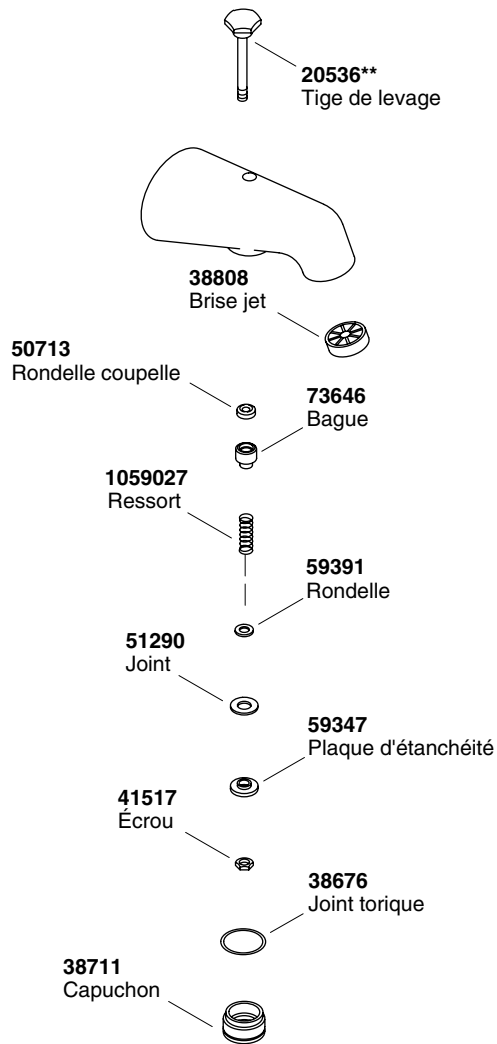 20536**
Tige de levage
38808
Brise jet
50713
Rondelle coupelle
73646
Bague
1059027
Ressort
59391
Rondelle
51290
Joint
59347
Plaque d'étanchéité
41517
Écrou
38676
Joint torique
38711
Capuchon